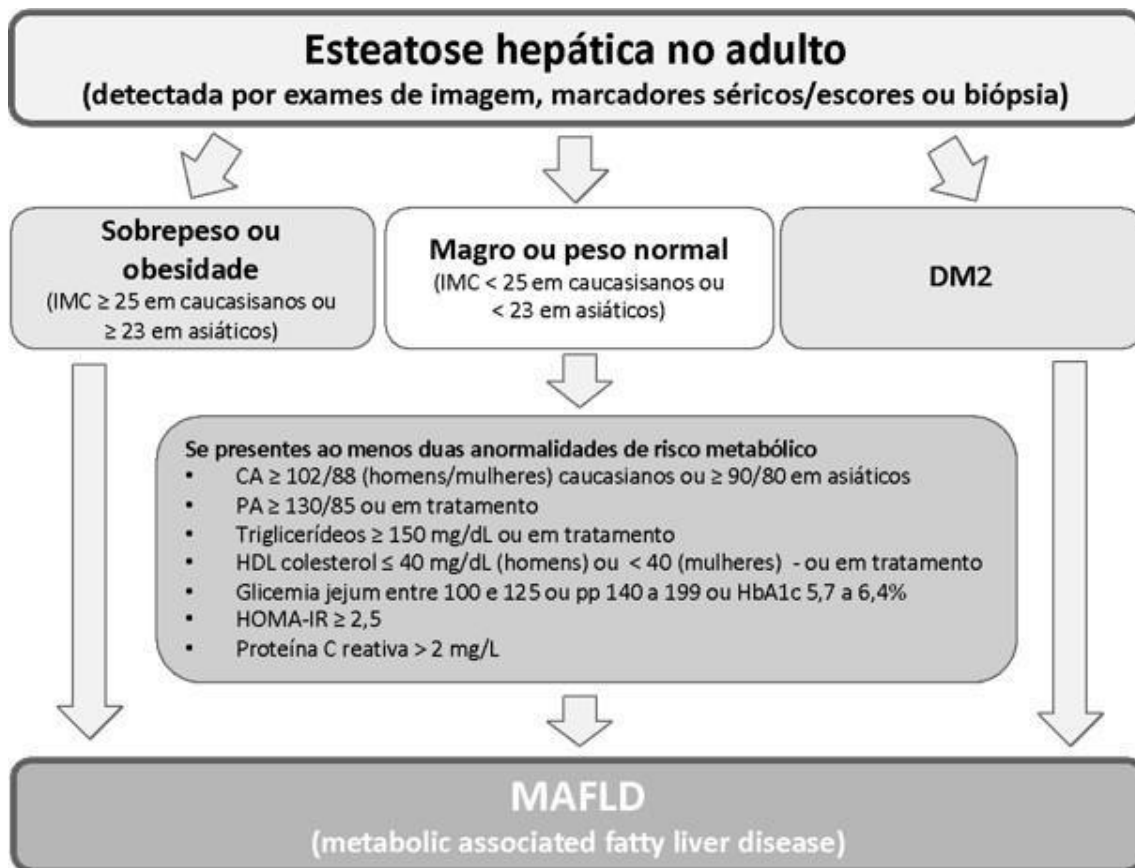 Esteatose hepática no adulto
(detectada por exames de imagem, marcadores séricos/escores ou biópsia)
Sobrepeso ou
obesidade
(IMC ≥ 25 em caucasisanos ou
≥ 23 em asiáticos)
Magro ou peso normal
(IMC < 25 em caucasianos ou
< 23 em asiáticos)
DM2
Se presentes ao menos duas anormalidades de risco metabólico
• CA ≥ 102/88 (homens/mulheres) caucasianos ou ≥ 90/80 em asiáticos
• PA ≥ 130/85 ou em tratamento
• Triglicerídeos ≥ 150 mg/dL ou em tratamento
• HDL colesterol ≤ 40 mg/dL (homens) ou < 40 (mulheres) - ou em tratamento
• Glicemia jejum entre 100 e 125 ou pp 140 a 199 ou HbA1c 5,7 a 6,4%
• HOMA-IR ≥ 2,5
• Proteína C reativa > 2 mg/L
MAFLD
(metabolic associated fatty liver disease)